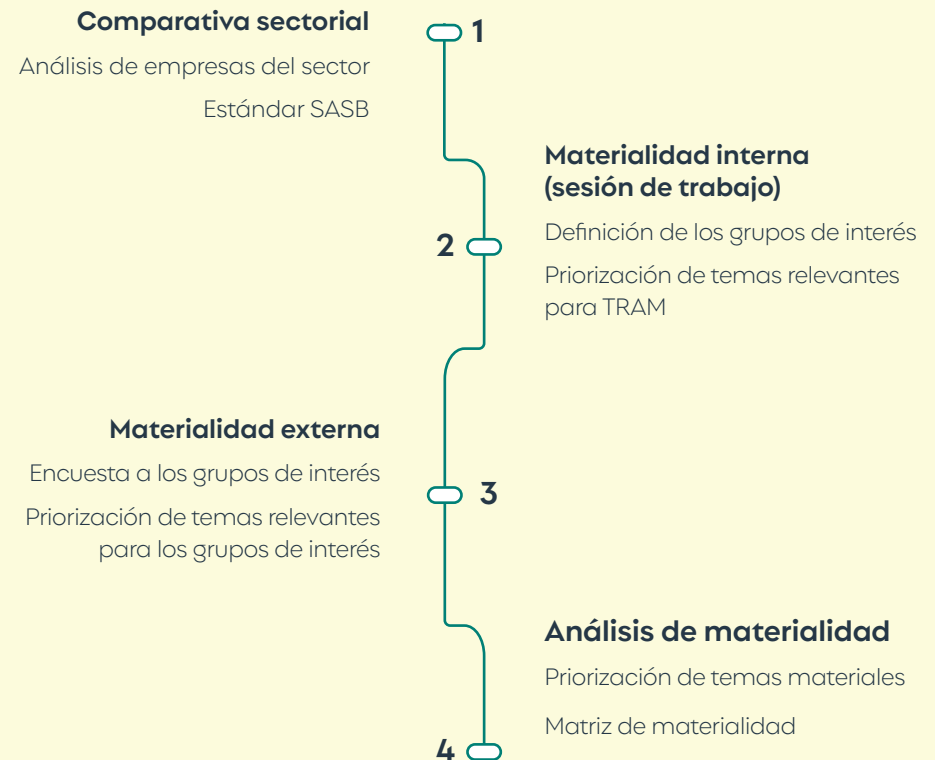 Comparativa sectorial
Análisis de empresas del sector
Estándar SASB
1
Materialidad interna
(sesión de trabajo)
Definición de los grupos de interés
Priorización de temas relevantes
para TRAM
2
Materialidad externa
Encuesta a los grupos de interés
Priorización de temas relevantes
para los grupos de interés
3
Análisis de materialidad
Priorización de temas materiales
Matriz de materialidad
4